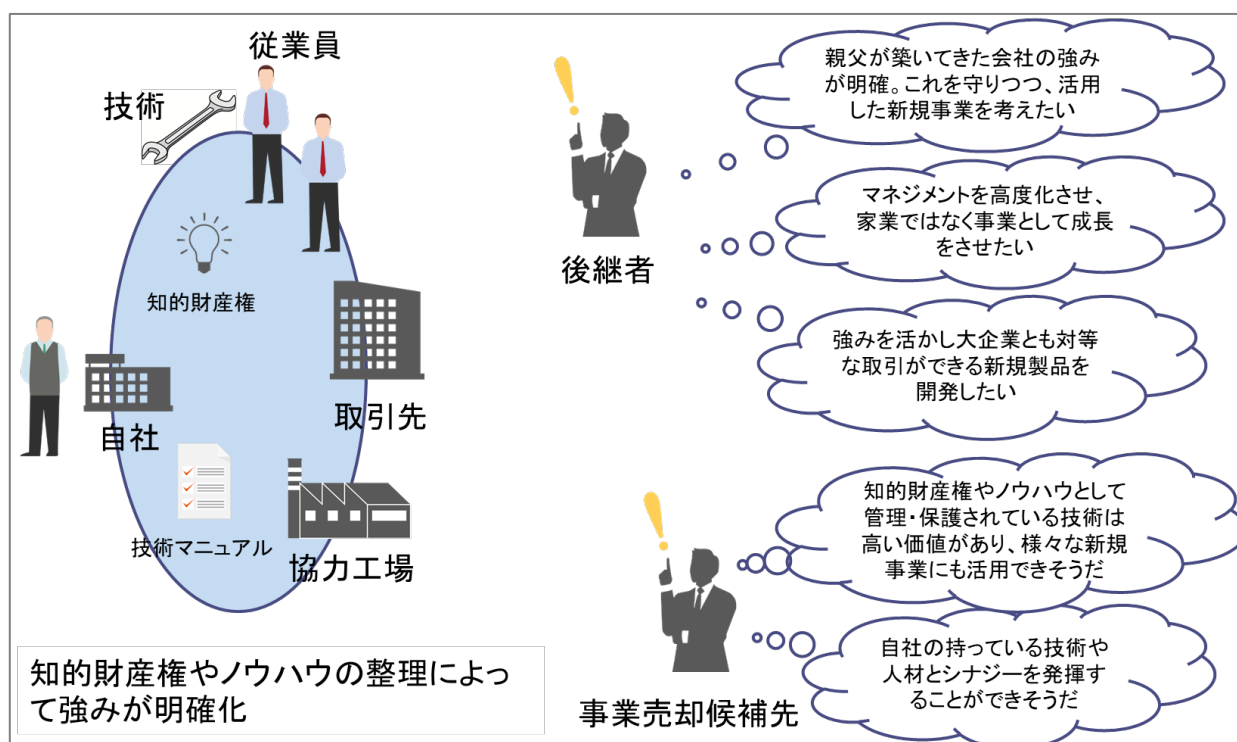 従業員
技術
知的財産権
取引先
自社
技術マニュアル
協力工場
知的財産権やノウハウの整理によっ
て強みが明確化
後継者
親父が築いてきた会社の強み
が明確。これを守りつつ、活用
した新規事業を考えたい
マネジメントを高度化させ、
家業ではなく事業として成長
をさせたい
強みを活かし大企業とも対等
な取引ができる新規製品を
開発したい
事業売却候補先
知的財産権やノウハウとして
管理・保護されている技術は
高い価値があり、様々な新規
事業にも活用できそうだ
自社の持っている技術や
人材とシナジーを発揮す
ることができそうだ